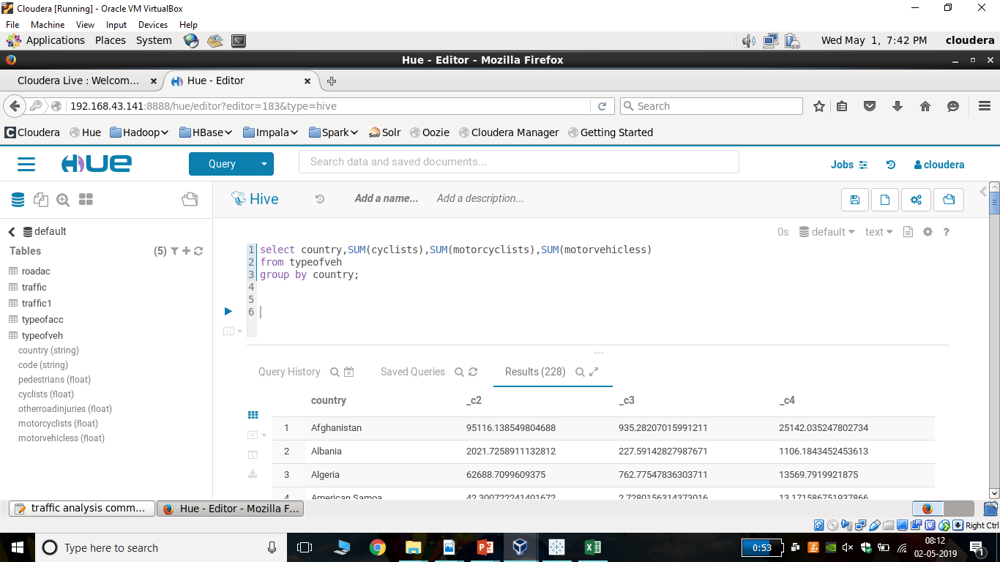 Cloudera [Running] - Oracle VM VirtualBox
File Machine View Input Devices Help
Applications Places System Wed May 1, 7:42 PM cloudera
Hue - Editor - Mozilla Firefox
Cloudera Live : Welcom... Hue - Editor
192.168.43.141:8888/hue/editor?editor=183&type=hive Search
Cloudera Hue Hadoop HBase Impala Spark Solr Oozie Cloudera Manager Getting Started
HUE Query Search data and saved documents... Jobs cloudera
Hive Add a name... Add a description...
default
0s default text ?
Tables (5)
roadac
traffic
traffic1
typeofacc
typeofveh
country (string)
code (string)
pedestrians (float)
cyclists (float)
otherroadinjuries (float)
motorcyclists (float)
motorvehicless (float)
1 select country,SUM(cyclists),SUM(motorcyclists),SUM(motorvehicless)
2 from typeofveh
3 group by country;
4
5
6
Query History Saved Queries Results (228)
country _c2 _c3 _c4
1 Afghanistan 95116.138549804688 935.28207015991211 25142.035247802734
2 Albania 2021.7258911132812 227.59142827987671 1106.1843452453613
3 Algeria 62688.7099609375 762.77547836303711 13569.7919921875
4 American Samoa 42.300722241401672 2.7280156314373016 13.171586751937866
traffic analysis comm... Hue - Editor - Mozilla F...
Right Ctrl
Type here to search 0:53 08:12
02-05-2019 1